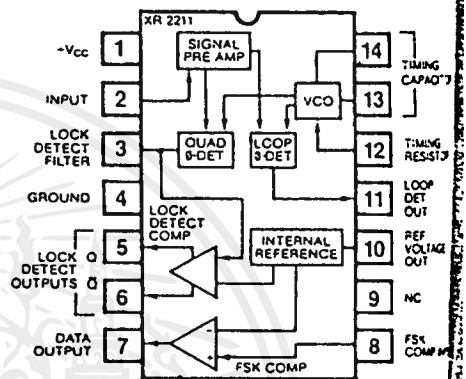 XR 2211
+VCC 1
INPUT 2
LOCK
DETECT
FILTER 3
GROUND 4
LOCK
DETECT
OUTPUTS
Q 5
Q̅ 6
DATA
OUTPUT 7
SIGNAL
PRE AMP
VCO
QUAD
Ø-DET
LOOP
Ø-DET
LOCK
DETECT
COMP
INTERNAL
REFERENCE
-
+
FSK COMP
14
13
TIMING
12 TIMING
11 LOOP
DET
OUT
10 REF
VOLTAGE
OUT
9 NC
8 FSK